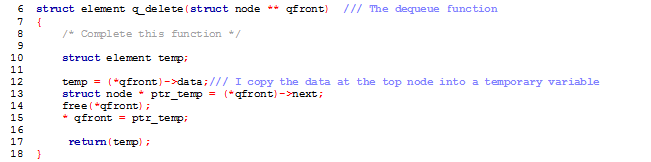 6 struct element q_delete(struct node ** qfront) /// The dequeue function
7 {
8 /* Complete this function */
9
10 struct element temp;
11
12 temp = (*qfront)->data;/// I copy the data at the top node into a temporary variable
13 struct node * ptr_temp = (*qfront)->next;
14 free(*qfront);
15 * qfront = ptr_temp;
16
17 return(temp);
18 }